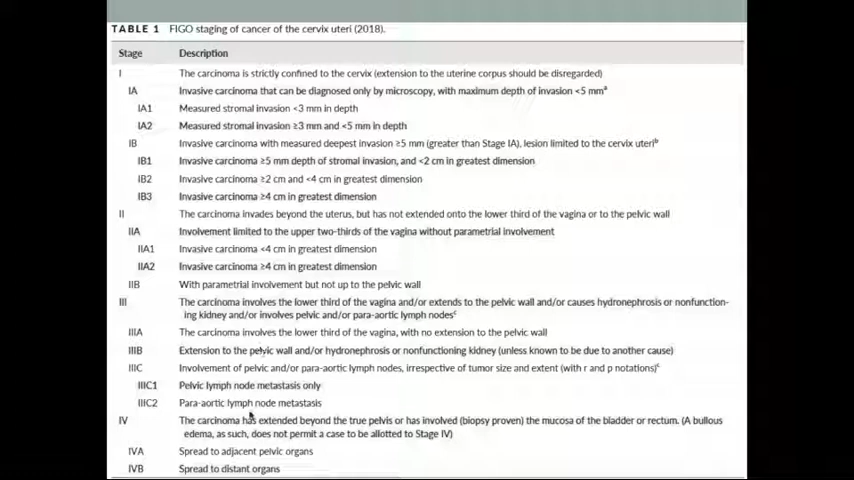 TABLE 1 FIGO staging of cancer of the cervix uteri (2018).
Stage Description
I The carcinoma is strictly confined to the cervix (extension to the uterine corpus should be disregarded)
IA Invasive carcinoma that can be diagnosed only by microscopy, with maximum depth of invasion <5 mmᵃ
IA1 Measured stromal invasion <3 mm in depth
IA2 Measured stromal invasion ≥3 mm and <5 mm in depth
IB Invasive carcinoma with measured deepest invasion ≥5 mm (greater than Stage IA), lesion limited to the cervix uteriᵇ
IB1 Invasive carcinoma ≥5 mm depth of stromal invasion, and <2 cm in greatest dimension
IB2 Invasive carcinoma ≥2 cm and <4 cm in greatest dimension
IB3 Invasive carcinoma ≥4 cm in greatest dimension
II The carcinoma invades beyond the uterus, but has not extended onto the lower third of the vagina or to the pelvic wall
IIA Involvement limited to the upper two-thirds of the vagina without parametrial involvement
IIA1 Invasive carcinoma <4 cm in greatest dimension
IIA2 Invasive carcinoma ≥4 cm in greatest dimension
IIB With parametrial involvement but not up to the pelvic wall
III The carcinoma involves the lower third of the vagina and/or extends to the pelvic wall and/or causes hydronephrosis or nonfunction-
ing kidney and/or involves pelvic and/or para-aortic lymph nodesᶜ
IIIA The carcinoma involves the lower third of the vagina, with no extension to the pelvic wall
IIIB Extension to the pelvic wall and/or hydronephrosis or nonfunctioning kidney (unless known to be due to another cause)
IIIC Involvement of pelvic and/or para-aortic lymph nodes, irrespective of tumor size and extent (with r and p notations)ᶜ
IIIC1 Pelvic lymph node metastasis only
IIIC2 Para-aortic lymph node metastasis
IV The carcinoma has extended beyond the true pelvis or has involved (biopsy proven) the mucosa of the bladder or rectum. (A bullous
edema, as such, does not permit a case to be allotted to Stage IV)
IVA Spread to adjacent pelvic organs
IVB Spread to distant organs